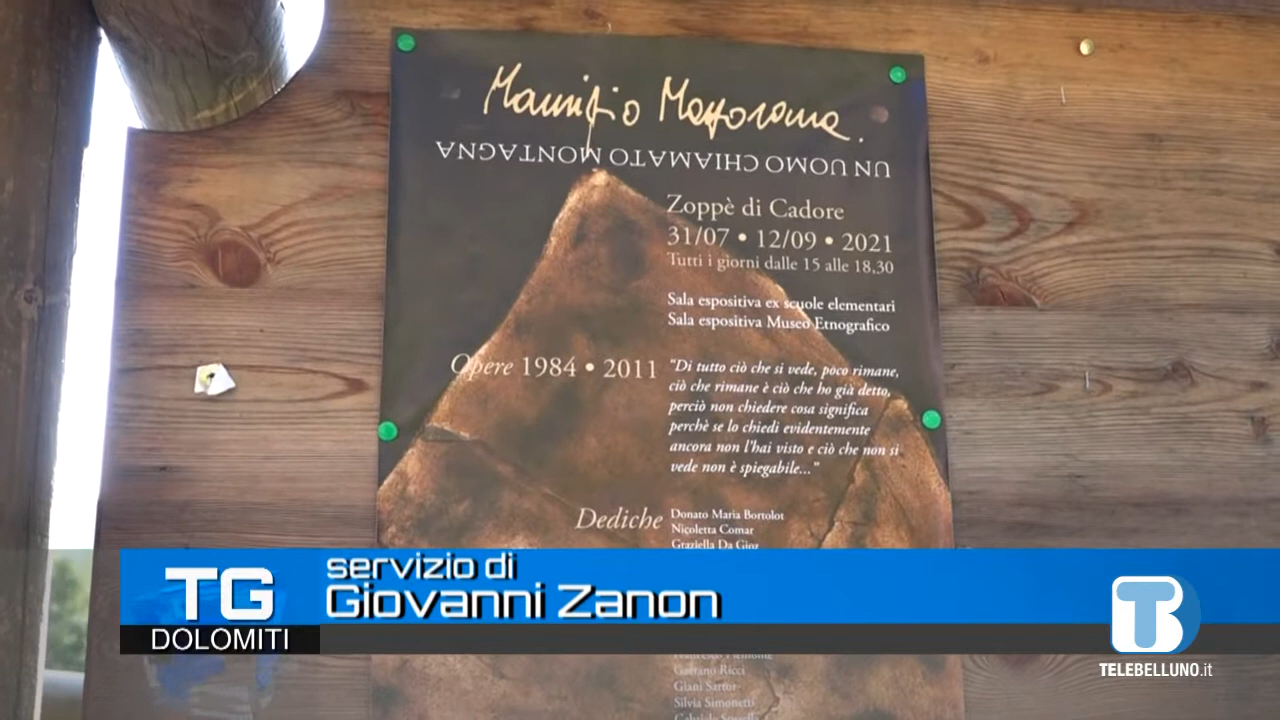 Maurizio Mazzorana.
UN UOMO CHIAMATO MONTAGNA
Zoppè di Cadore
31/07 • 12/09 • 2021
Tutti i giorni dalle 15 alle 18,30
Sala espositiva ex scuole elementari
Sala espositiva Museo Etnografico
Opere 1984 • 2011
"Di tutto ciò che si vede, poco rimane,
ciò che rimane è ciò che ho già detto,
perciò non chiedere cosa significa
perchè se lo chiedi evidentemente
ancora non l'hai visto e ciò che non si
vede non è spiegabile..."
Dediche
Donato Maria Bortolot
Nicoletta Comar
Graziella Da Gioz
servizio di
Giovanni Zanon
TG
DOLOMITI
TB
TELEBELLUNO.it
Gaetano Ricci
Giani Sartor
Silvia Simonetti